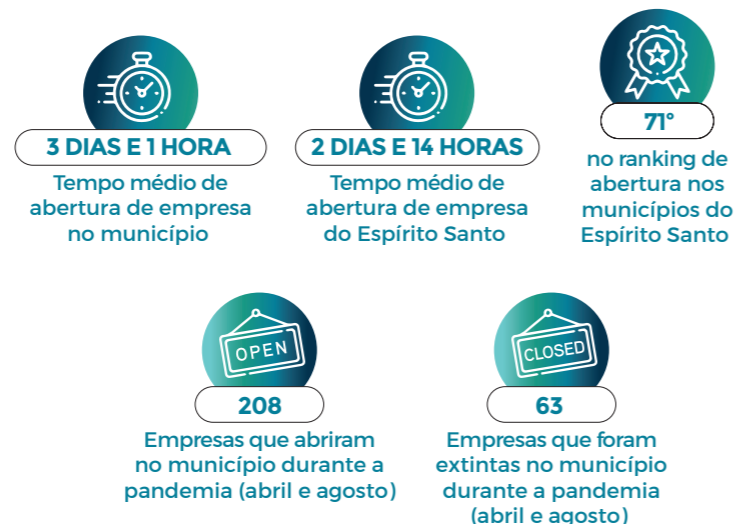 3 DIAS E 1 HORA
Tempo médio de
abertura de empresa
no município
2 DIAS E 14 HORAS
Tempo médio de
abertura de empresa
do Espírito Santo
71°
no ranking de
abertura nos
municípios do
Espírito Santo
OPEN
208
Empresas que abriram
no município durante a
pandemia (abril e agosto)
CLOSED
63
Empresas que foram
extintas no município
durante a pandemia
(abril e agosto)